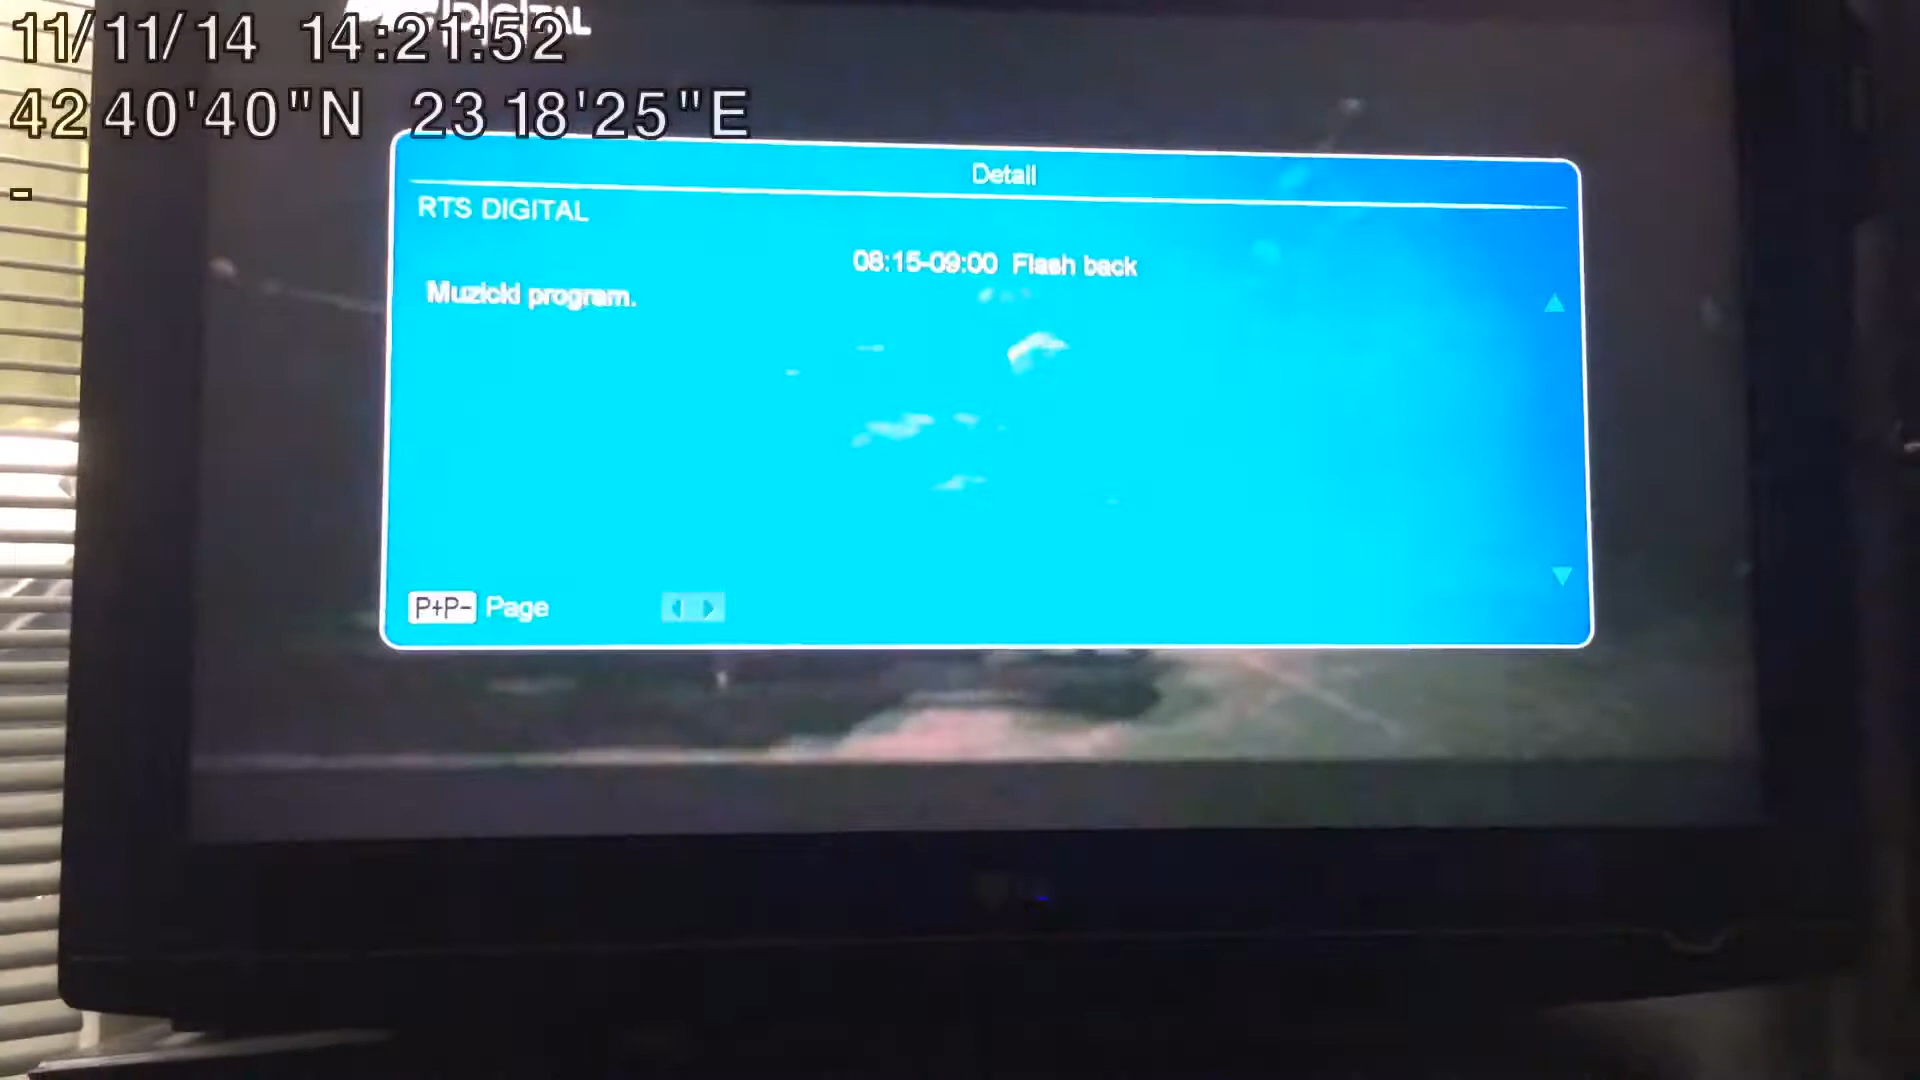 11/11/14 14:21:52
DIGITAL
42 40'40"N 23 18'25"E
-
Detail
RTS DIGITAL
08:15-09:00 Flash back
Muzicki program.
P+P- Page